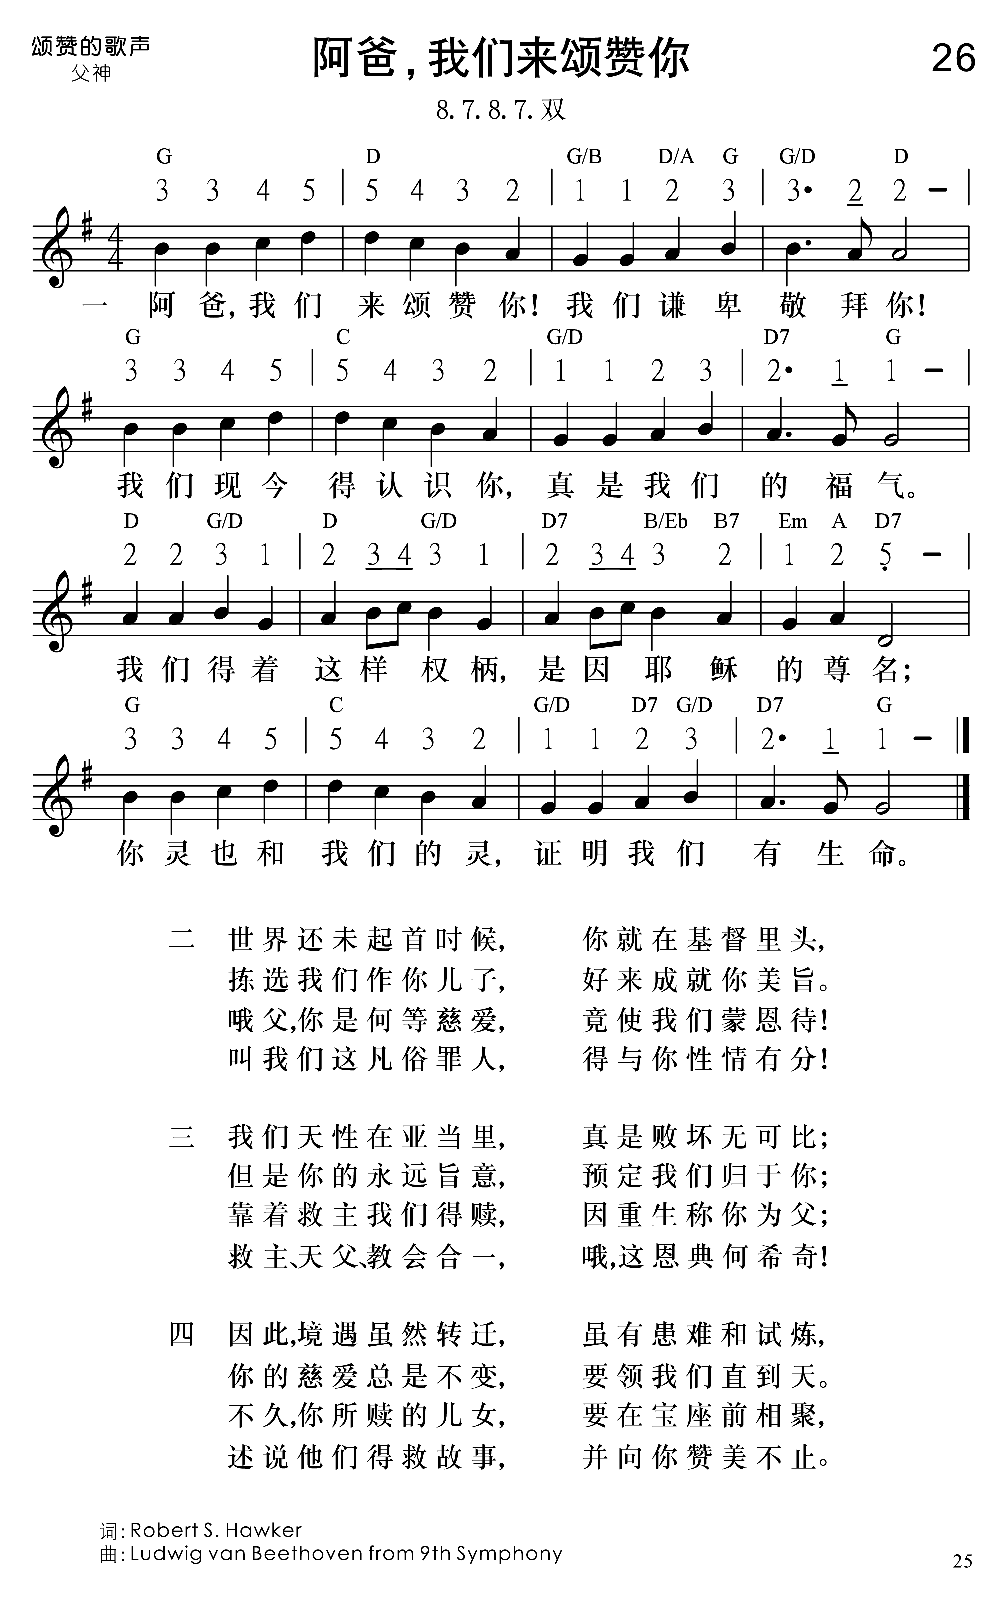 颂赞的歌声
父神
阿爸,我们来颂赞你
26
8.7.8.7.双
G D G/B D/A G G/D D
3 3 4 5 | 5 4 3 2 | 1 1 2 3 | 3· 2 2 - |
4/4
一 阿爸,我们 来颂赞你! 我们谦卑 敬拜你!
G C G/D D7 G
3 3 4 5 | 5 4 3 2 | 1 1 2 3 | 2· 1 1 - |
我们现今 得认识你, 真是我们 的福气。
D G/D D G/D D7 B/Eb B7 Em A D7
2 2 3 1 | 2 3 4 3 1 | 2 3 4 3 2 | 1 2 5 - |
我们得着 这样权柄, 是因耶稣 的尊名;
G C G/D D7 G/D D7 G
3 3 4 5 | 5 4 3 2 | 1 1 2 3 | 2· 1 1 - ‖
你灵也和 我们的灵, 证明我们 有生命。
二 世界还未起首时候, 你就在基督里头,
拣选我们作你儿子, 好来成就你美旨。
哦父,你是何等慈爱, 竟使我们蒙恩待!
叫我们这凡俗罪人, 得与你性情有分!
三 我们天性在亚当里, 真是败坏无可比;
但是你的永远旨意, 预定我们归于你;
靠着救主我们得赎, 因重生称你为父;
救主、天父、教会合一, 哦,这恩典何希奇!
四 因此,境遇虽然转迁, 虽有患难和试炼,
你的慈爱总是不变, 要领我们直到天。
不久,你所赎的儿女, 要在宝座前相聚,
述说他们得救故事, 并向你赞美不止。
词:Robert S. Hawker
曲:Ludwig van Beethoven from 9th Symphony
25